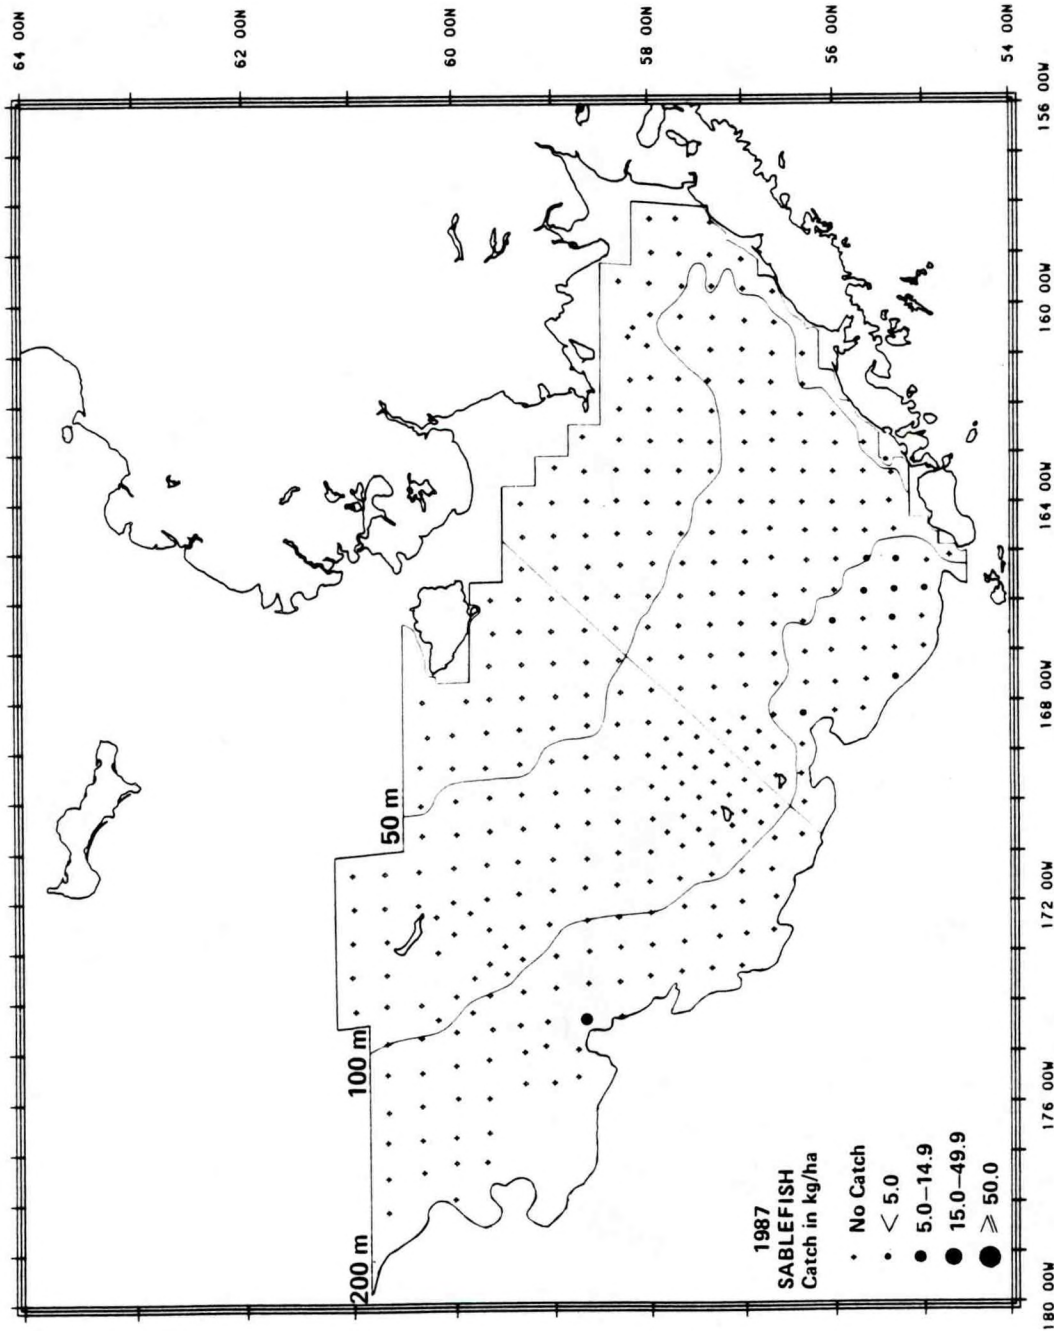 64 00N
62 00N
60 00N
58 00N
56 00N
54 00N
156 00W
160 00W
164 00W
168 00W
172 00W
176 00W
180 00W
50 m
100 m
200 m
1987
SABLEFISH
Catch in kg/ha
No Catch
< 5.0
5.0–14.9
15.0–49.9
⩾ 50.0